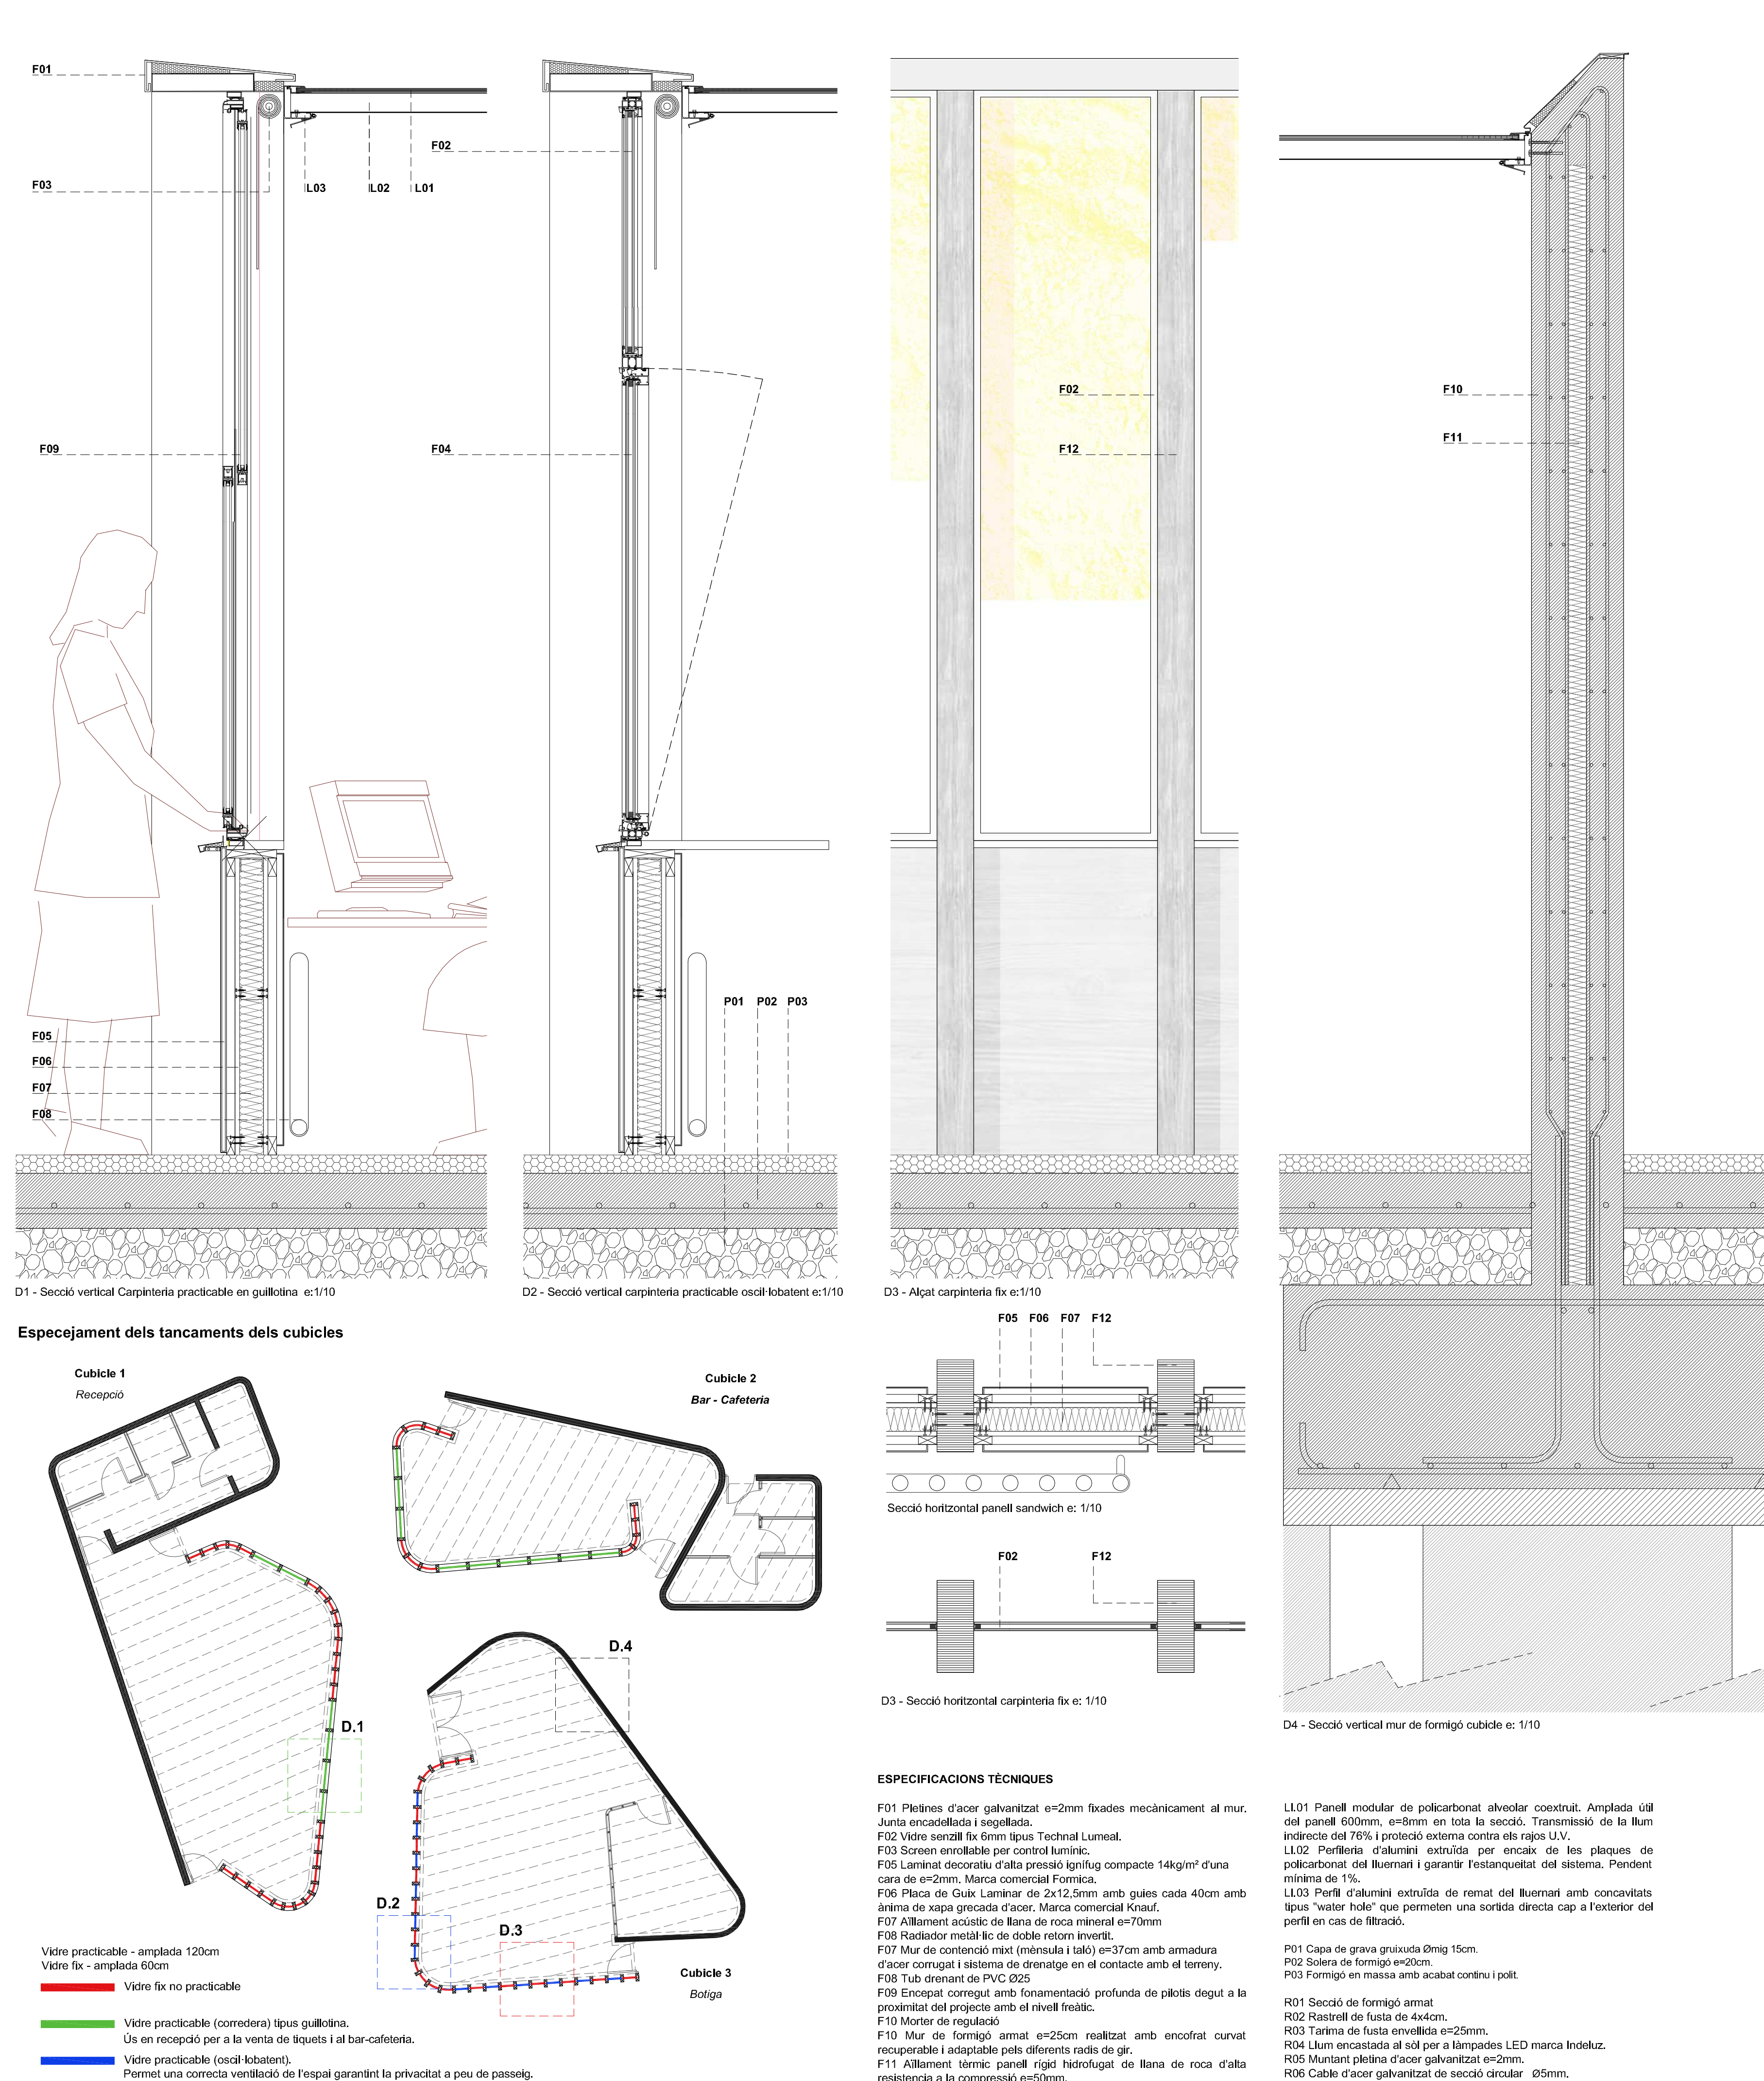 F01
F03
L03
L02
L01
F09
F05
F06
F07
F08
D1 - Secció vertical Carpinteria practicable en guillotina e:1/10
F02
F04
P01
P02
P03
D2 - Secció vertical carpinteria practicable oscil·lobatent e:1/10
F02
F12
D3 - Alçat carpinteria fix e:1/10
F10
F11
D4 - Secció vertical mur de formigó cubicle e: 1/10
F05
F06
F07
F12
Secció horitzontal panell sandwich e: 1/10
F02
F12
D3 - Secció horitzontal carpinteria fix e: 1/10
Especejament dels tancaments dels cubicles
Cubicle 1
Recepció
Cubicle 2
Bar - Cafeteria
D.4
D.1
D.2
D.3
Cubicle 3
Botiga
Vidre practicable - amplada 120cm
Vidre fix - amplada 60cm
Vidre fix no practicable
Vidre practicable (corredera) tipus guillotina.
Ús en recepció per a la venta de tiquets i al bar-cafeteria.
Vidre practicable (oscil·lobatent).
Permet una correcta ventilació de l'espai garantint la privacitat a peu de passeig.
ESPECIFICACIONS TÈCNIQUES
F01 Pletines d'acer galvanitzat e=2mm fixades mecànicament al mur.
Junta encadellada i segellada.
F02 Vidre senzill fix 6mm tipus Technal Lumeal.
F03 Screen enrollable per control lumínic.
F05 Laminat decoratiu d'alta pressió ignífug compacte 14kg/m² d'una
cara de e=2mm. Marca comercial Formica.
F06 Placa de Guix Laminar de 2x12,5mm amb guies cada 40cm amb
ànima de xapa grecada d'acer. Marca comercial Knauf.
F07 Aïllament acústic de llana de roca mineral e=70mm
F08 Radiador metàl·lic de doble retorn invertit.
F07 Mur de contenció mixt (mènsula i taló) e=37cm amb armadura
d'acer corrugat i sistema de drenatge en el contacte amb el terreny.
F08 Tub drenant de PVC Ø25
F09 Encepat corregut amb fonamentació profunda de pilotis degut a la
proximitat del projecte amb el nivell freàtic.
F10 Morter de regulació
F10 Mur de formigó armat e=25cm realitzat amb encofrat curvat
recuperable i adaptable pels diferents radis de gir.
F11 Aïllament tèrmic panell rígid hidrofugat de llana de roca d'alta
resistencia a la compressió e=50mm.
Ll.01 Panell modular de policarbonat alveolar coextruit. Amplada útil
del panell 600mm, e=8mm en tota la secció. Transmissió de la llum
indirecte del 76% i proteció externa contra els rajos U.V.
Ll.02 Perfileria d'alumini extruïda per encaix de les plaques de
policarbonat del lluernari i garantir l'estanqueitat del sistema. Pendent
mínima de 1%.
Ll.03 Perfil d'alumini extruïda de remat del lluernari amb concavitats
tipus "water hole" que permeten una sortida directa cap a l'exterior del
perfil en cas de filtració.
P01 Capa de grava gruixuda Ømig 15cm.
P02 Solera de formigó e=20cm.
P03 Formigó en massa amb acabat continu i polit.
R01 Secció de formigó armat
R02 Rastrell de fusta de 4x4cm.
R03 Tarima de fusta envellida e=25mm.
R04 Llum encastada al sòl per a làmpades LED marca Indeluz.
R05 Muntant pletina d'acer galvanitzat e=2mm.
R06 Cable d'acer galvanitzat de secció circular Ø5mm.